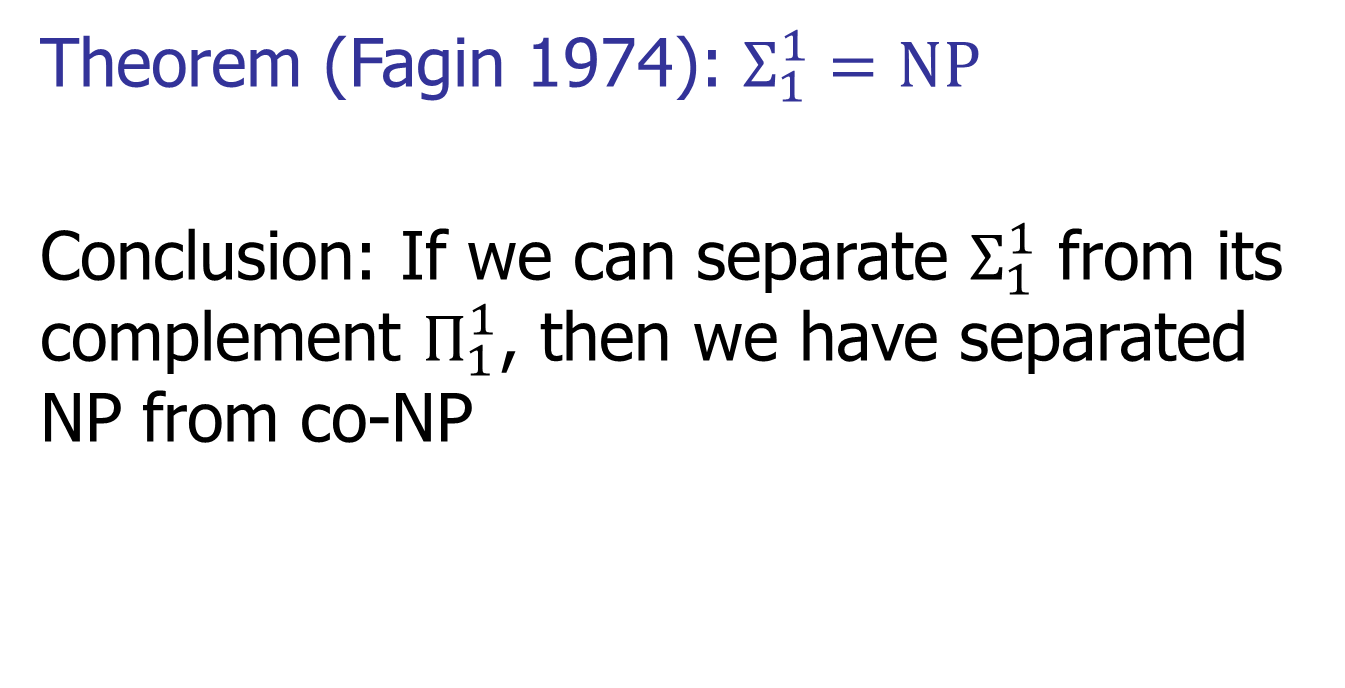 Theorem (Fagin 1974): Σ₁¹ = NP
Conclusion: If we can separate Σ₁¹ from its
complement Π₁¹, then we have separated
NP from co-NP